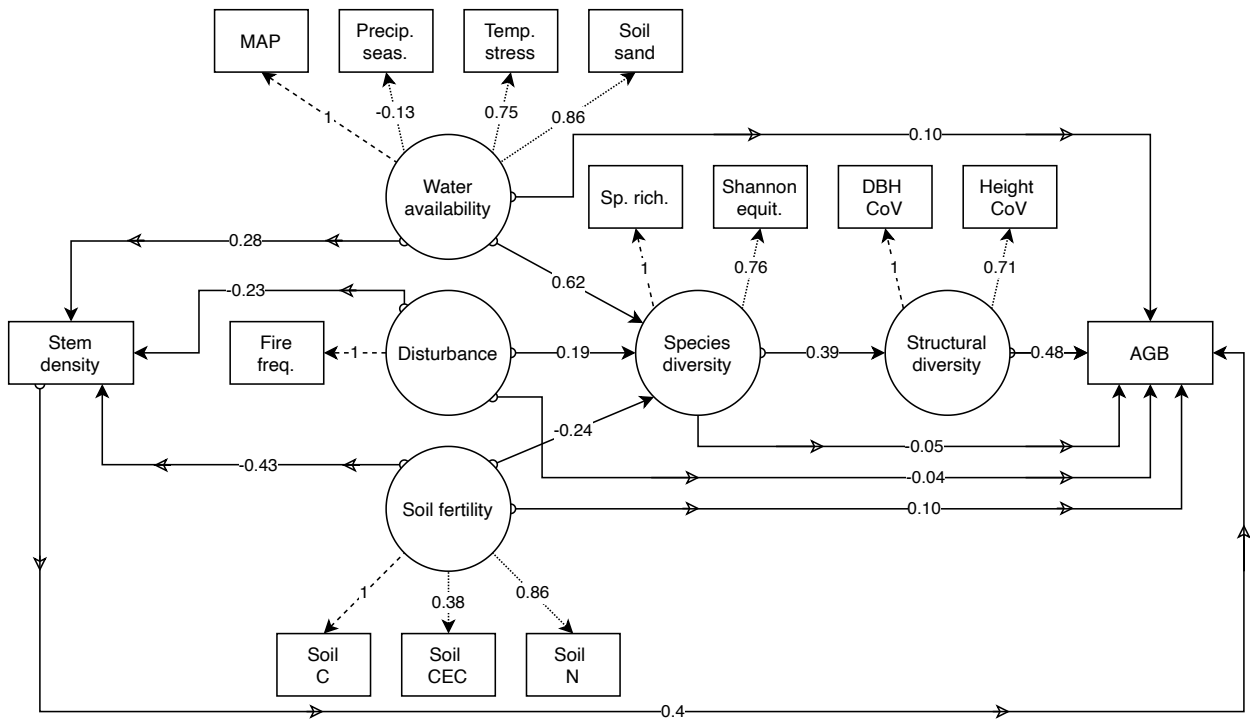 MAP
Precip.
seas.
Temp.
stress
Soil
sand
1
-0.13
0.75
0.86
0.10
Water
availability
Sp. rich.
Shannon
equit.
DBH
CoV
Height
CoV
0.28
0.62
1
0.76
1
0.71
-0.23
Stem
density
Fire
freq.
1
Disturbance
0.19
Species
diversity
0.39
Structural
diversity
0.48
AGB
-0.24
-0.05
-0.43
-0.04
Soil fertility
0.10
1
0.38
0.86
Soil
C
Soil
CEC
Soil
N
0.4